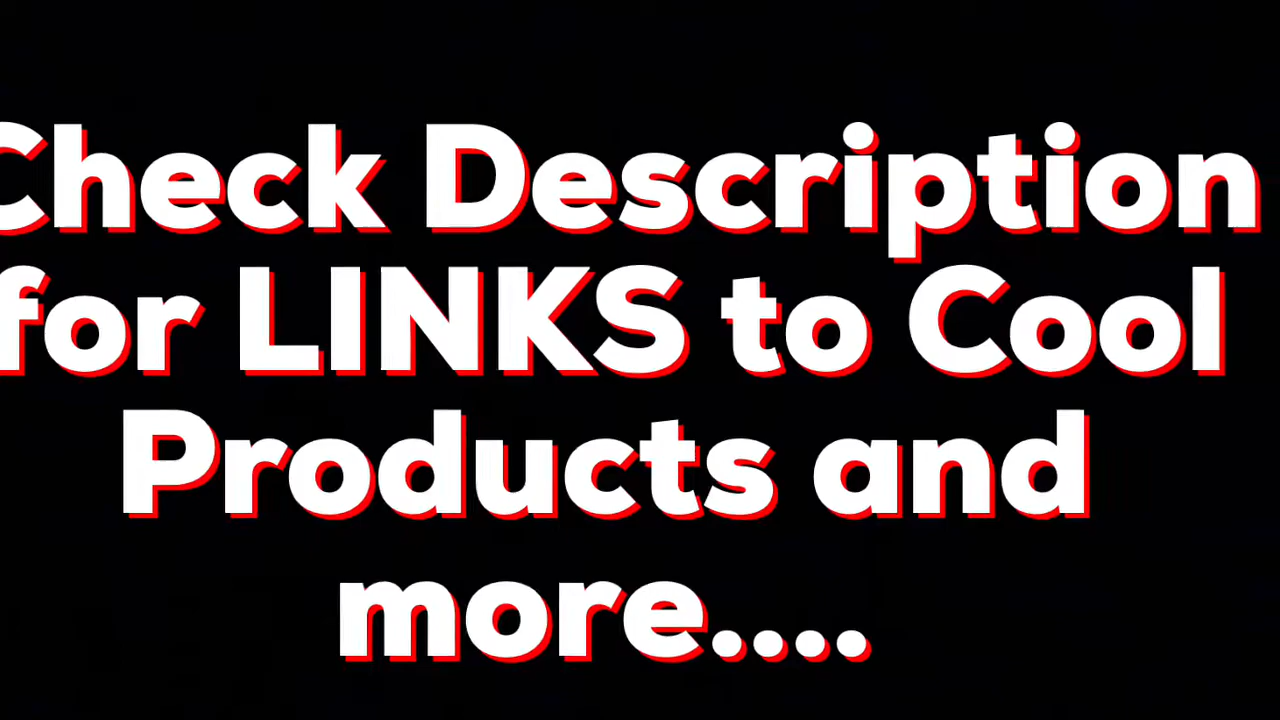 Check Description
for LINKS to Cool
Products and
more....